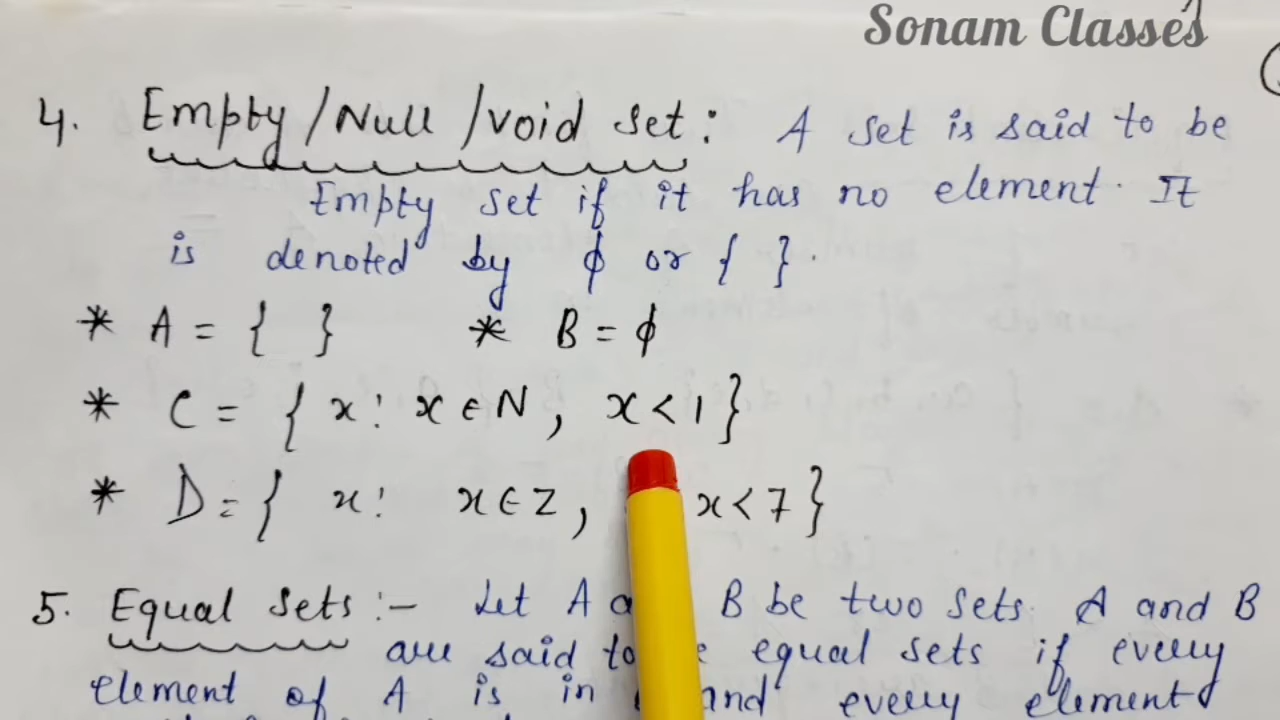 Sonam Classes
4. Empty/Null/void set: A set is said to be
Empty set if it has no element. It
is denoted by ϕ or { }.
* A = { } * B = ϕ
* C = { x: x ∈ N, x < 1}
* D = { x: x ∈ Z, x < 7 }
5. Equal Sets :- Let A B be two sets. A and B
are said to equal sets if every
element of A is in and every element